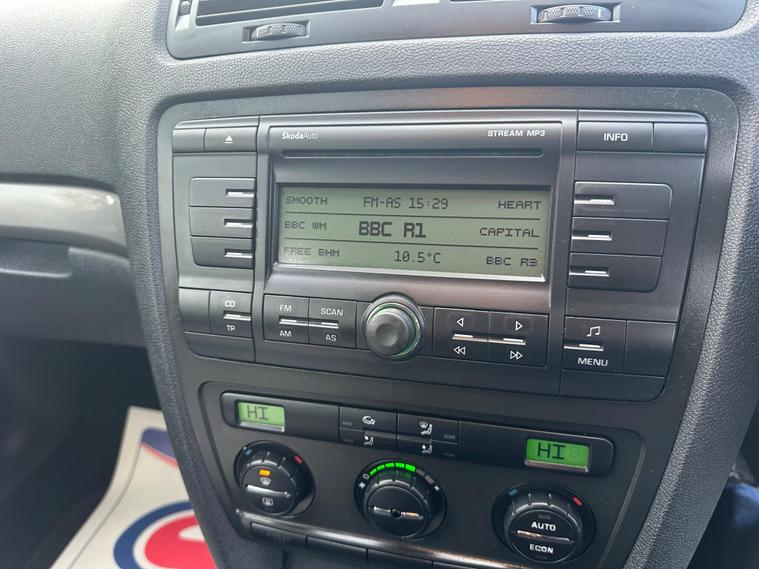 ŠkodaAuto STREAM MP3 INFO
SMOOTH FM-AS 15:29 HEART
BBC WM BBC R1 CAPITAL
FREE BHM 10.5°C BBC R3
CD FM SCAN
TP AM AS MENU
HI HI
AUTO
ECON